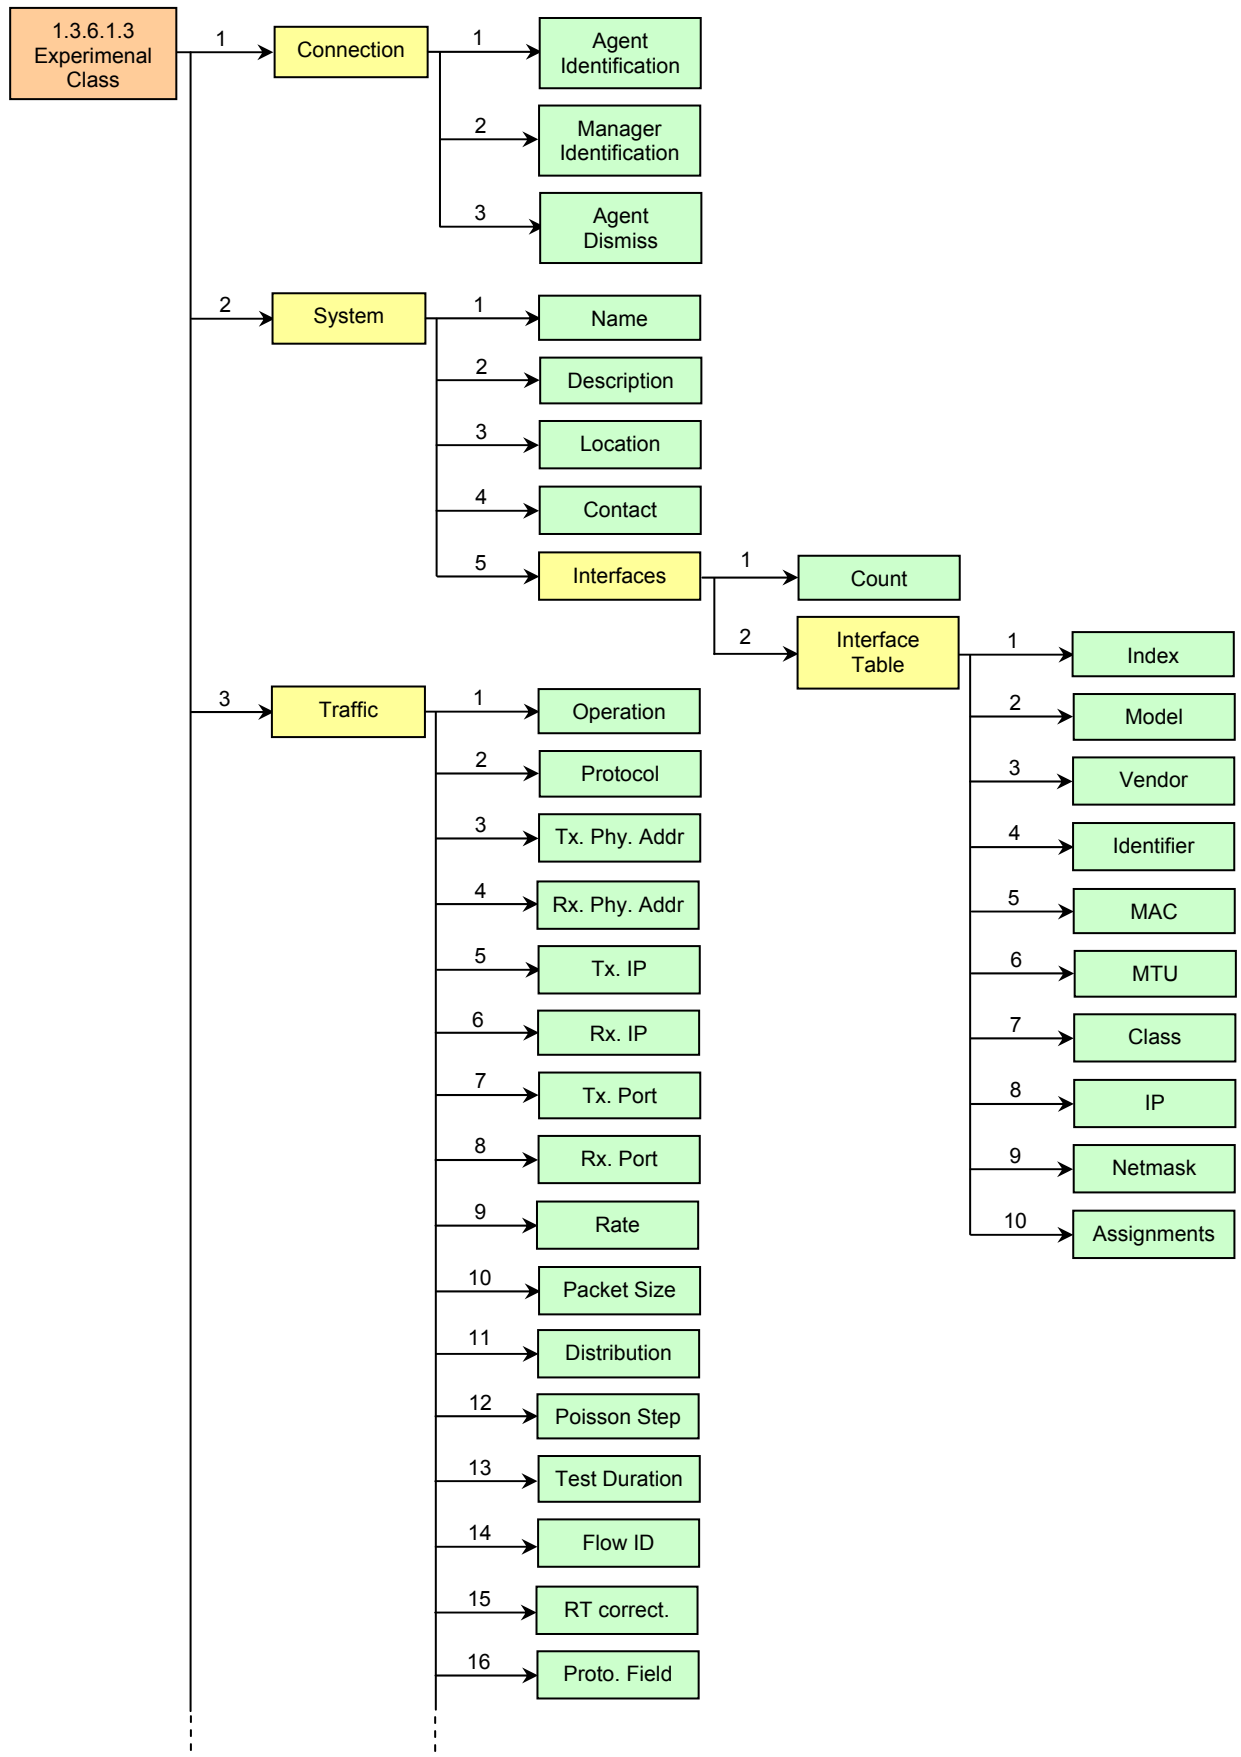 1.3.6.1.3
Experimenal
Class
1
Connection
1
Agent
Identification
2
Manager
Identification
3
Agent
Dismiss
2
System
1
Name
2
Description
3
Location
4
Contact
5
Interfaces
1
Count
2
Interface
Table
1
Index
2
Model
3
Vendor
4
Identifier
5
MAC
6
MTU
7
Class
8
IP
9
Netmask
10
Assignments
3
Traffic
1
Operation
2
Protocol
3
Tx. Phy. Addr
4
Rx. Phy. Addr
5
Tx. IP
6
Rx. IP
7
Tx. Port
8
Rx. Port
9
Rate
10
Packet Size
11
Distribution
12
Poisson Step
13
Test Duration
14
Flow ID
15
RT correct.
16
Proto. Field